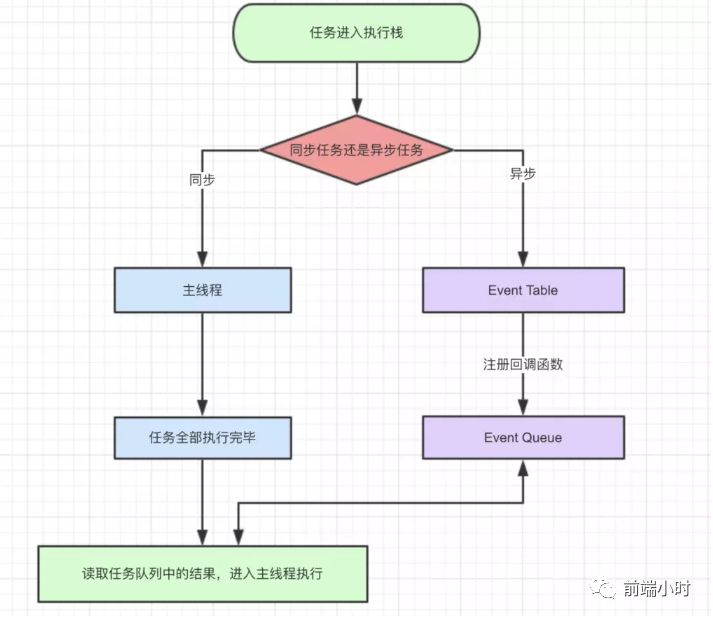 任务进入执行栈
同步任务还是异步任务
同步
异步
主线程
Event Table
注册回调函数
任务全部执行完毕
Event Queue
读取任务队列中的结果，进入主线程执行
前端小时